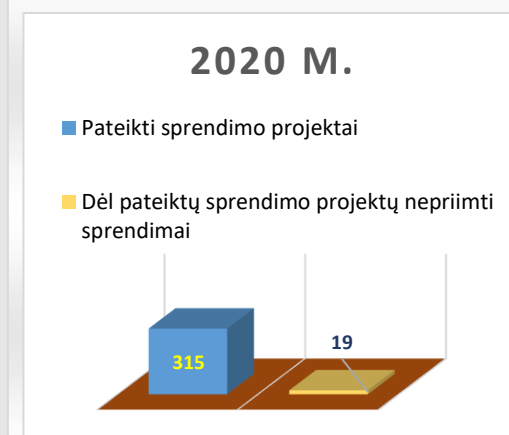 2020 M.
Pateikti sprendimo projektai
Dėl pateiktų sprendimo projektų nepriimti
sprendimai
19
315